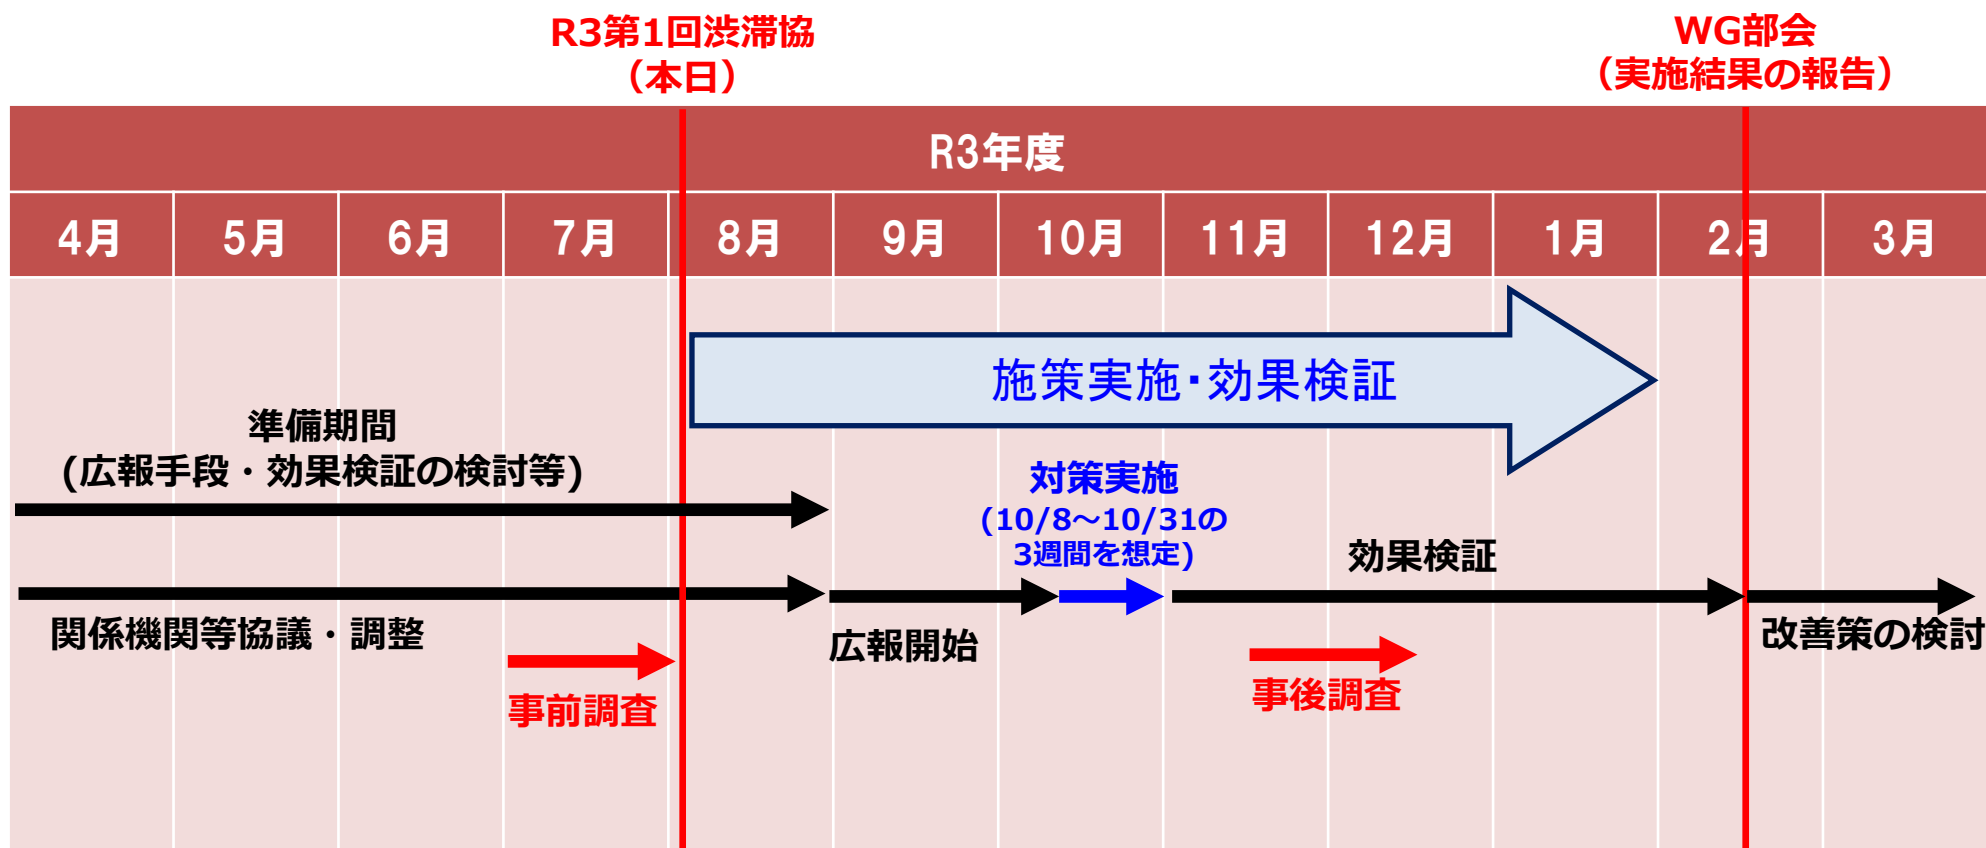 R3第1回渋滞協
（本日）
WG部会
（実施結果の報告）
R3年度
4月 5月 6月 7月 8月 9月 10月 11月 12月 1月 2月 3月
施策実施・効果検証
準備期間
(広報手段・効果検証の検討等)
対策実施
(10/8～10/31の
3週間を想定)
効果検証
関係機関等協議・調整
広報開始
改善策の検討
事前調査
事後調査